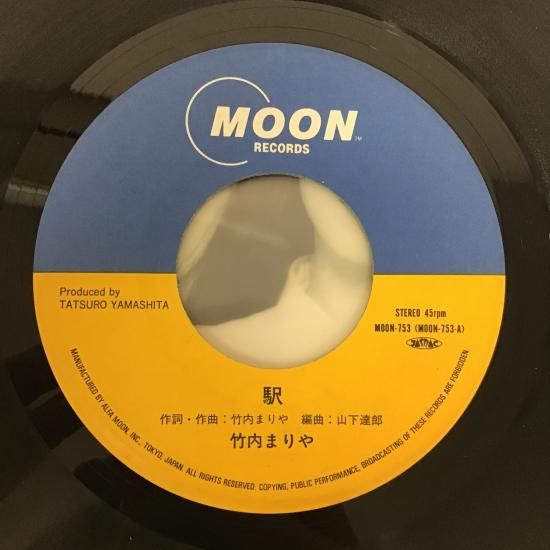 MOON
TM
RECORDS
Produced by
TATSURO YAMASHITA
STEREO 45rpm
MOON-753 (MOON-753-A)
JASRAC
駅
作詞・作曲:竹内まりや 編曲:山下達郎
竹内まりや
MANUFACTURED BY ALFA MOON, INC., TOKYO, JAPAN. ALL RIGHTS RESERVED. COPYING, PUBLIC PERFORMANCE, BROADCASTING OF THESE RECORDS ARE FORBIDDEN.